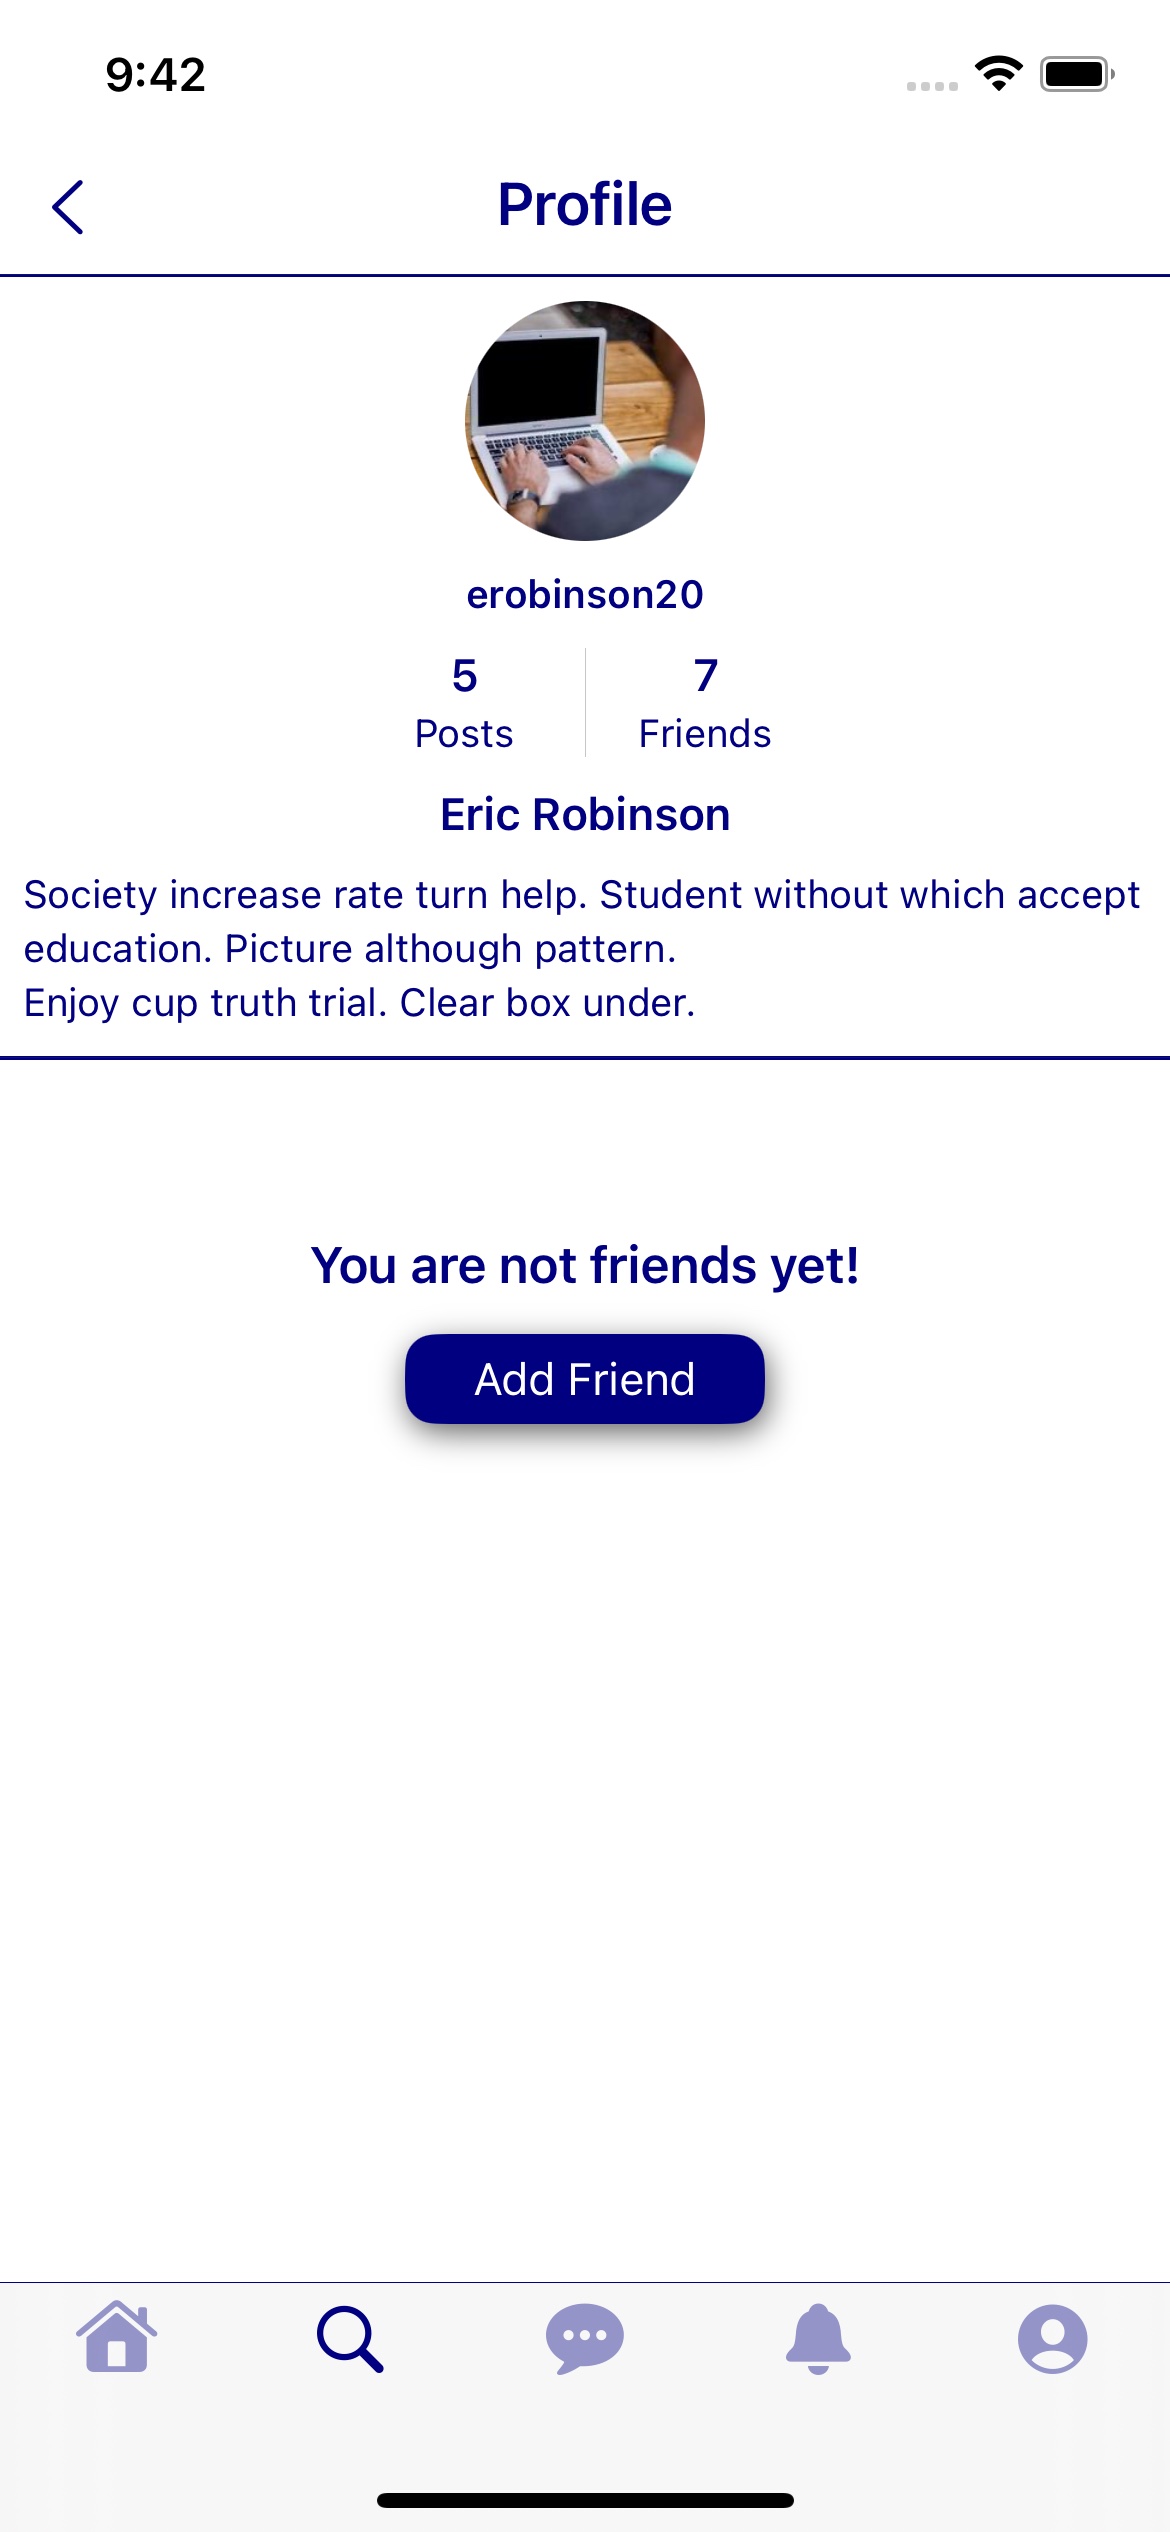 9:42
Profile
erobinson20
5
Posts
7
Friends
Eric Robinson
Society increase rate turn help. Student without which accept
education. Picture although pattern.
Enjoy cup truth trial. Clear box under.
You are not friends yet!
Add Friend